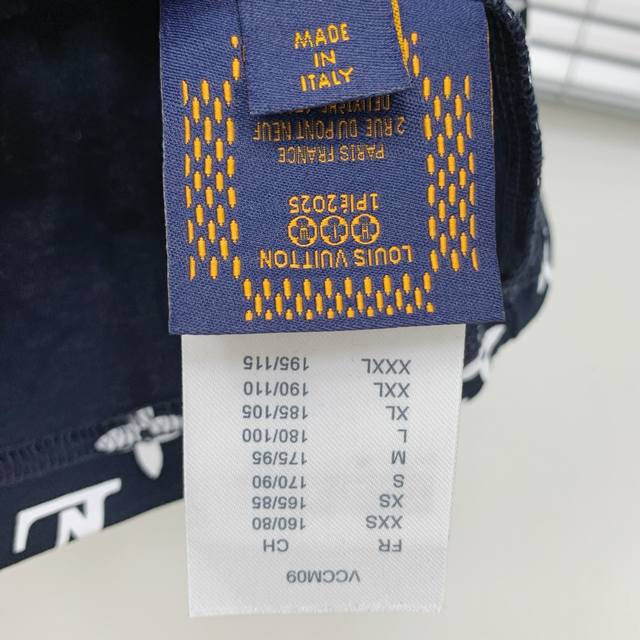 MADE
IN
ITALY
LOUIS VUITTON
1Plé2025
PARIS FRANCE
2 RUE DU PONT NEUF
VCCM09
FR CH
XXS 160/80
XS 165/85
S 170/90
M 175/95
L 180/100
XL 185/105
XXL 190/110
XXXL 195/115